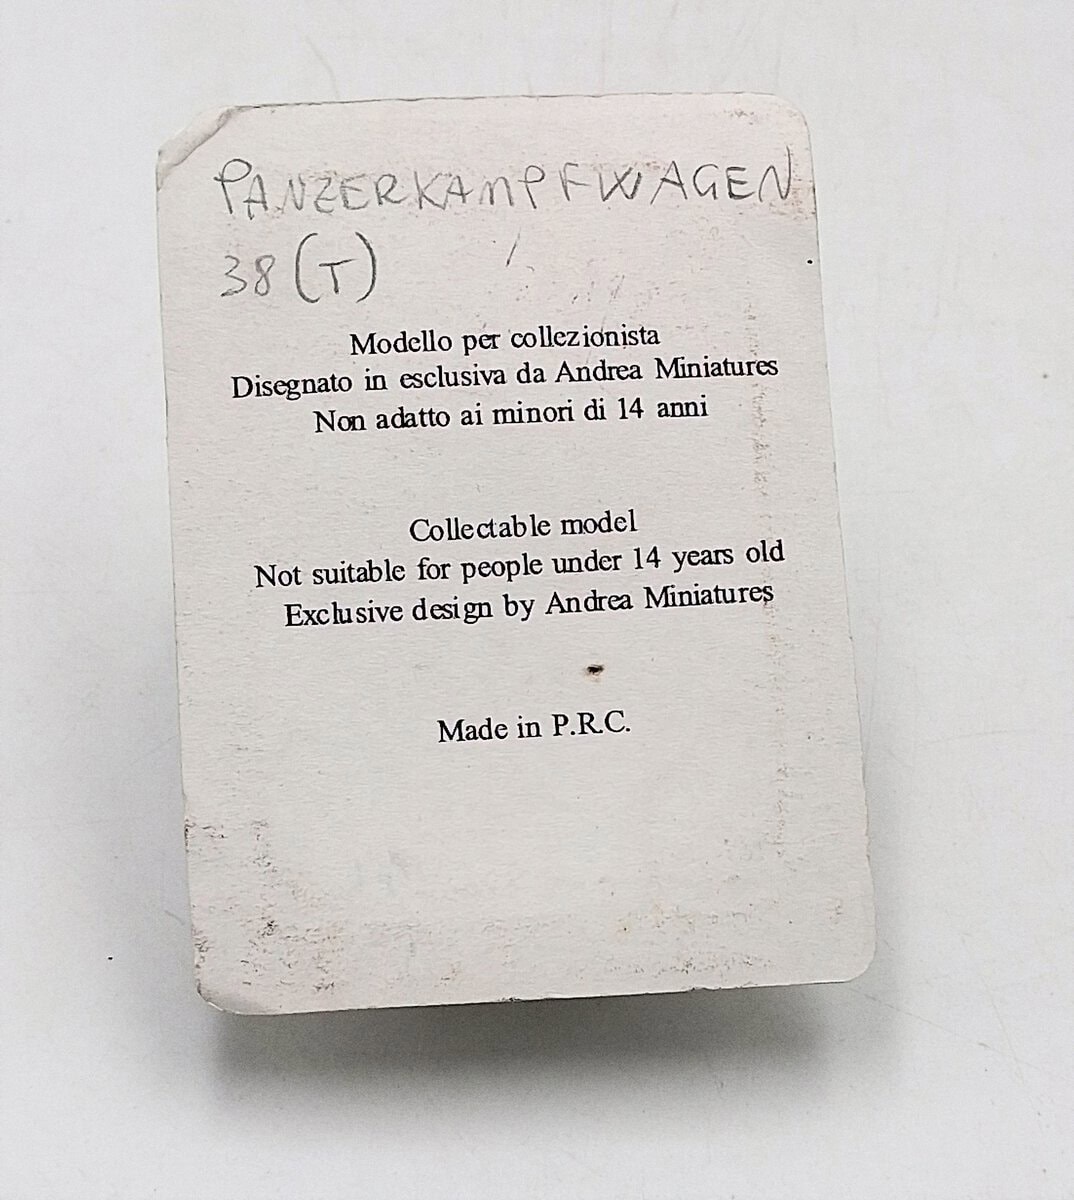 PANZERKAMPFWAGEN
38 (T)
Modello per collezionista
Disegnato in esclusiva da Andrea Miniatures
Non adatto ai minori di 14 anni
Collectable model
Not suitable for people under 14 years old
Exclusive design by Andrea Miniatures
Made in P.R.C.